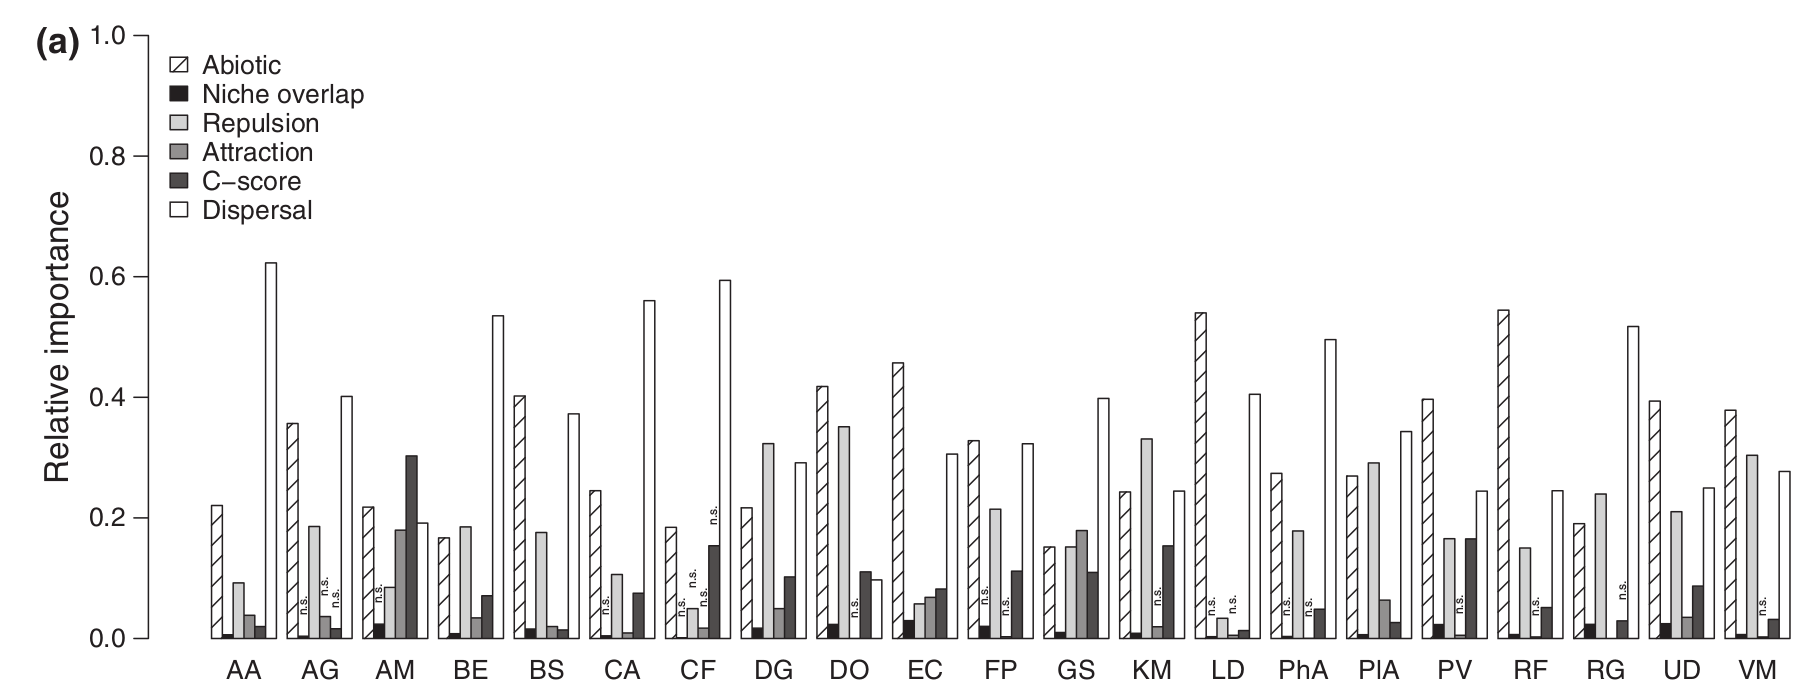 (a)
1.0
Abiotic
Niche overlap
Repulsion
Attraction
C–score
Dispersal
0.8
0.6
0.4
0.2
0.0
Relative importance
n.s. n.s. n.s. n.s. n.s. n.s. n.s. n.s. n.s. n.s. n.s. n.s. n.s. n.s. n.s. n.s. n.s. n.s. n.s. n.s. n.s.
AA AG AM BE BS CA CF DG DO EC FP GS KM LD PhA PlA PV RF RG UD VM